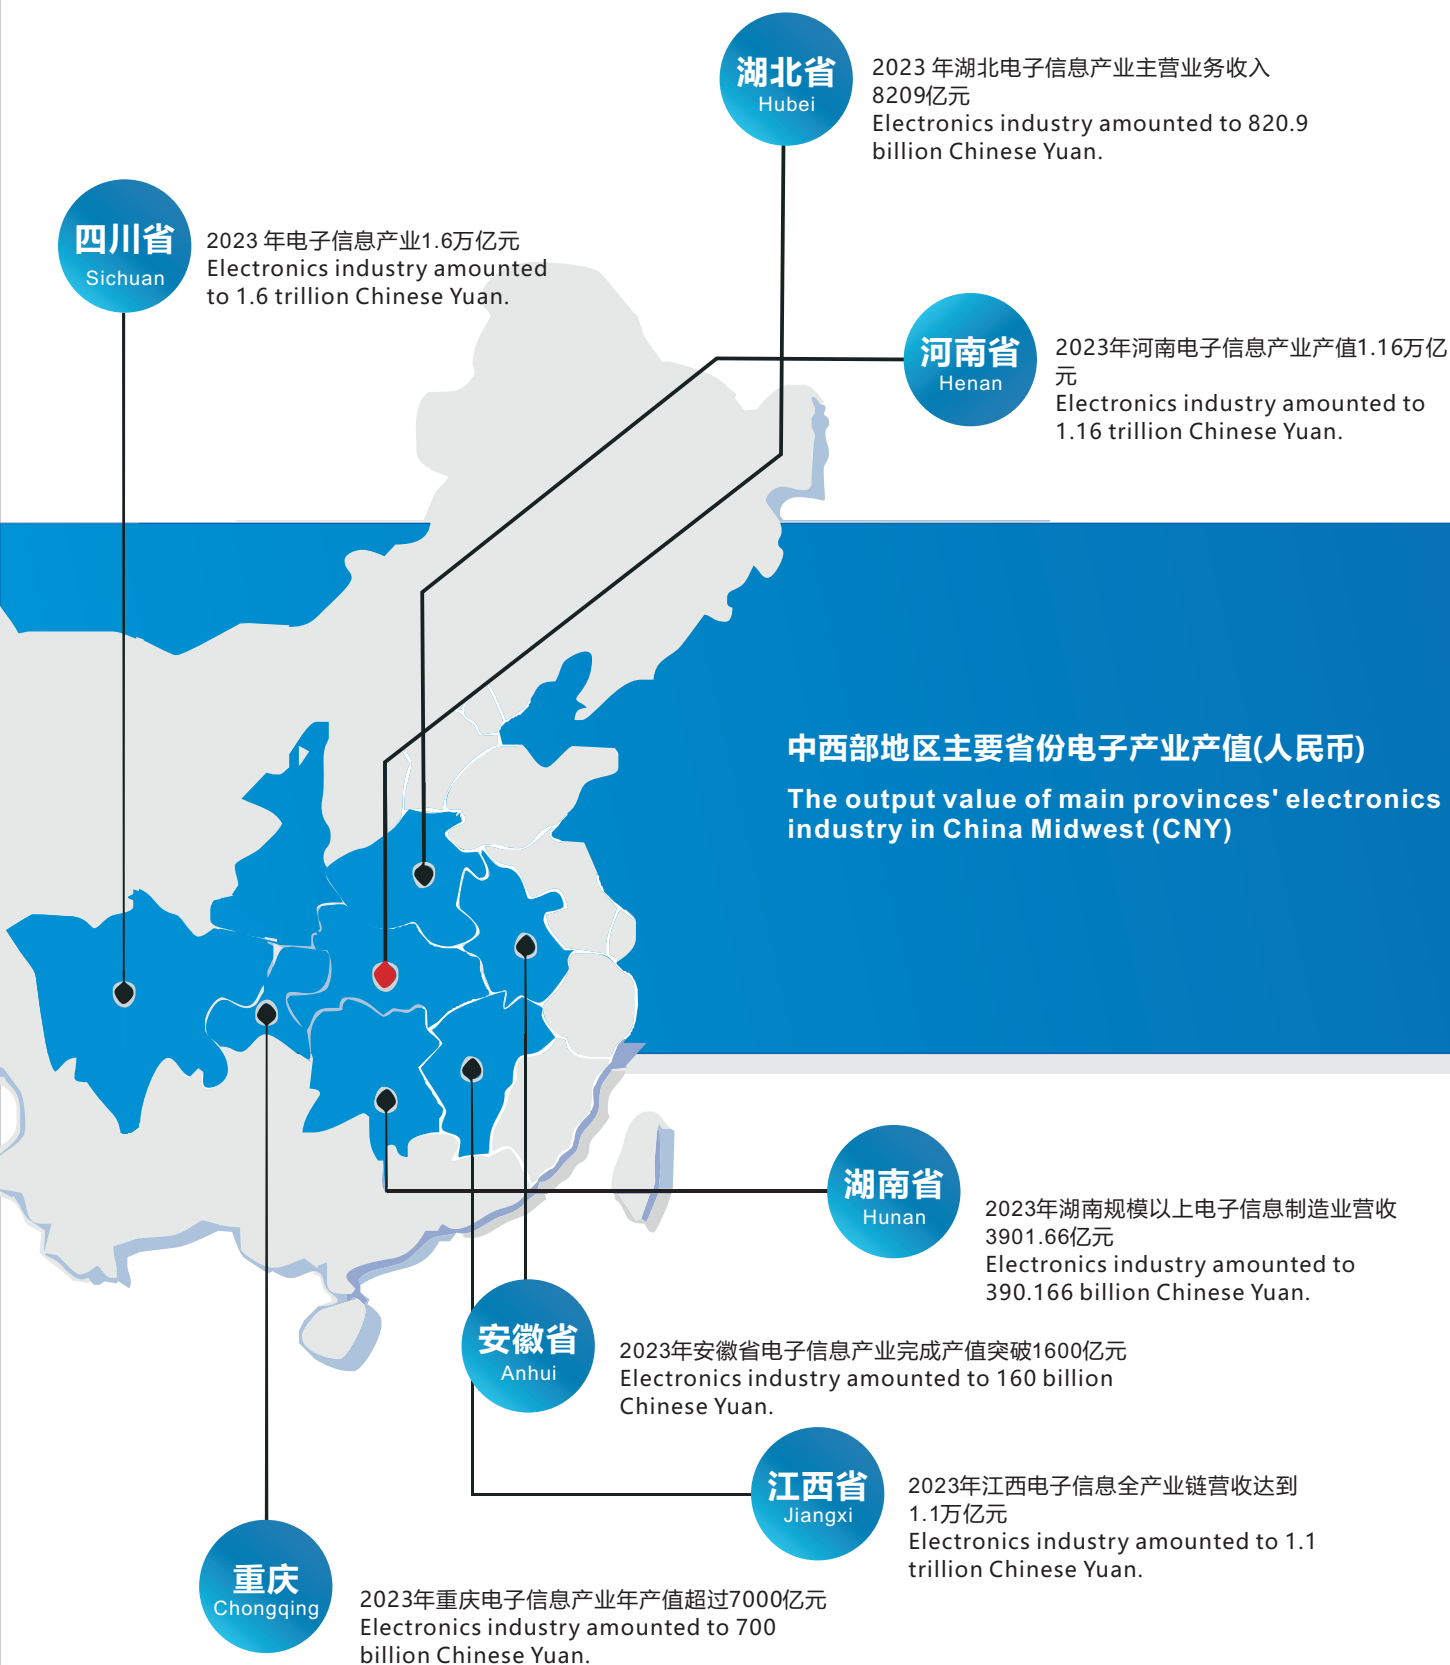 湖北省
Hubei
2023 年湖北电子信息产业主营业务收入
8209亿元
Electronics industry amounted to 820.9
billion Chinese Yuan.
四川省
Sichuan
2023 年电子信息产业1.6万亿元
Electronics industry amounted
to 1.6 trillion Chinese Yuan.
河南省
Henan
2023年河南电子信息产业产值1.16万亿
元
Electronics industry amounted to
1.16 trillion Chinese Yuan.
中西部地区主要省份电子产业产值(人民币)
The output value of main provinces' electronics
industry in China Midwest (CNY)
湖南省
Hunan
2023年湖南规模以上电子信息制造业营收
3901.66亿元
Electronics industry amounted to
390.166 billion Chinese Yuan.
安徽省
Anhui
2023年安徽省电子信息产业完成产值突破1600亿元
Electronics industry amounted to 160 billion
Chinese Yuan.
江西省
Jiangxi
2023年江西电子信息全产业链营收达到
1.1万亿元
Electronics industry amounted to 1.1
trillion Chinese Yuan.
重庆
Chongqing
2023年重庆电子信息产业年产值超过7000亿元
Electronics industry amounted to 700
billion Chinese Yuan.